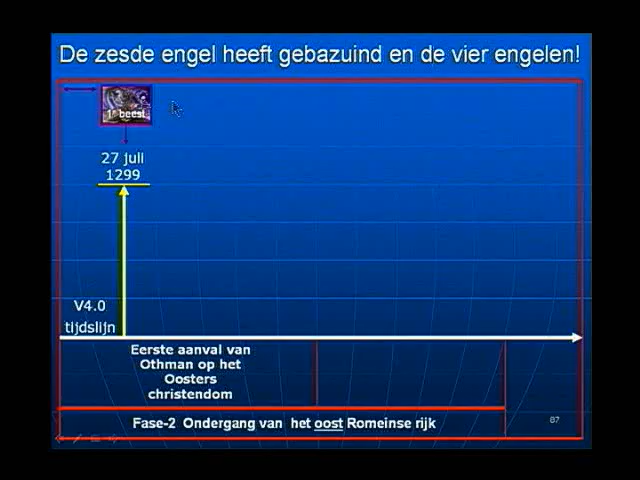 De zesde engel heeft gebazuind en de vier engelen!
1e beest
27 juli
1299
V4.0
tijdslijn
Eerste aanval van
Othman op het
Oosters
christendom
Fase-2 Ondergang van het oost Romeinse rijk
87